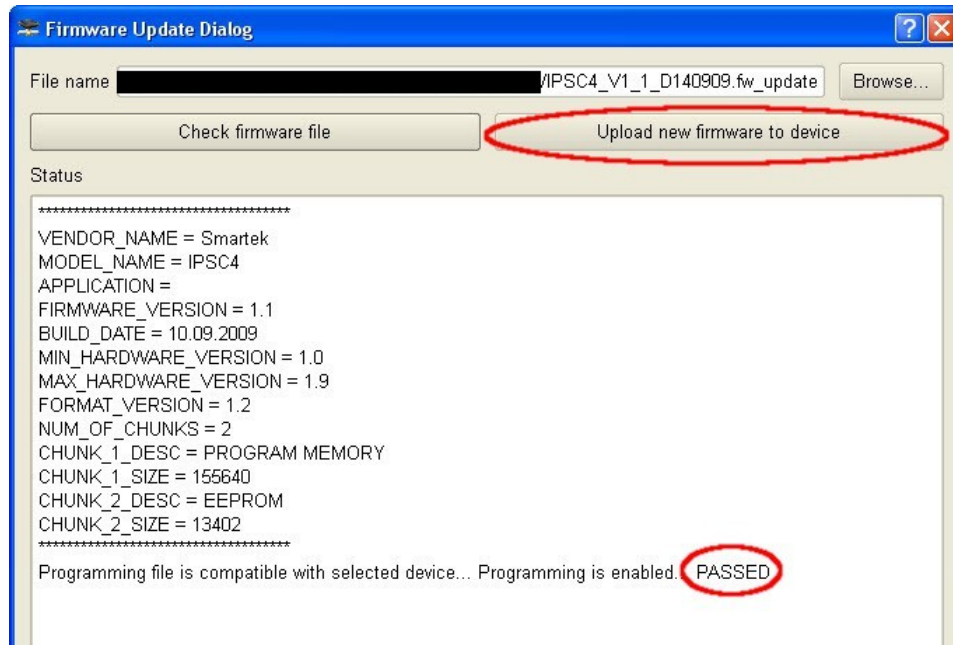 Firmware Update Dialog
File name /IPSC4_V1_1_D140909.fw_update Browse...
Check firmware file Upload new firmware to device
Status
************************************
VENDOR_NAME = Smartek
MODEL_NAME = IPSC4
APPLICATION =
FIRMWARE_VERSION = 1.1
BUILD_DATE = 10.09.2009
MIN_HARDWARE_VERSION = 1.0
MAX_HARDWARE_VERSION = 1.9
FORMAT_VERSION = 1.2
NUM_OF_CHUNKS = 2
CHUNK_1_DESC = PROGRAM MEMORY
CHUNK_1_SIZE = 155640
CHUNK_2_DESC = EEPROM
CHUNK_2_SIZE = 13402
************************************
Programming file is compatible with selected device... Programming is enabled.. PASSED